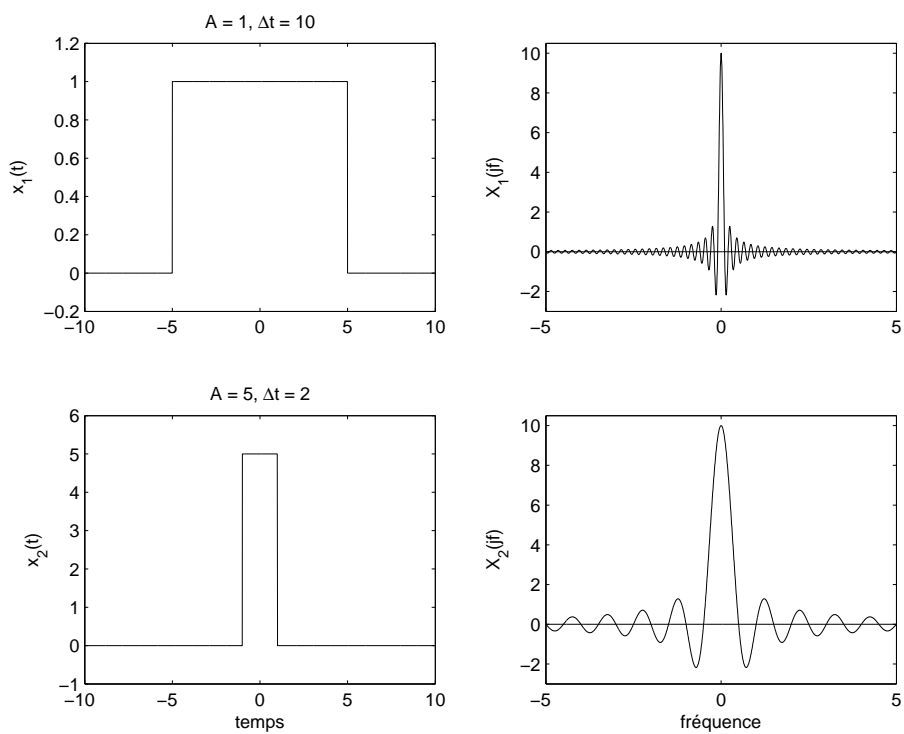 A = 1, Δt = 10
x₁(t)
1.2
1
0.8
0.6
0.4
0.2
0
−0.2
−10 −5 0 5 10
X₁(jf)
10
8
6
4
2
0
−2
−5 0 5
A = 5, Δt = 2
x₂(t)
6
5
4
3
2
1
0
−1
−10 −5 0 5 10
temps
X₂(jf)
10
8
6
4
2
0
−2
−5 0 5
fréquence